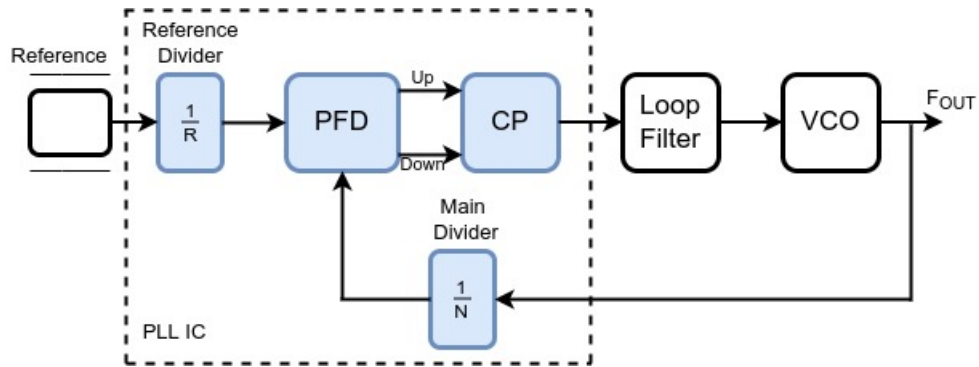 Reference
Reference
Divider
1
R
PFD
Up
Down
CP
Loop
Filter
VCO
FOUT
Main
Divider
1
N
PLL IC